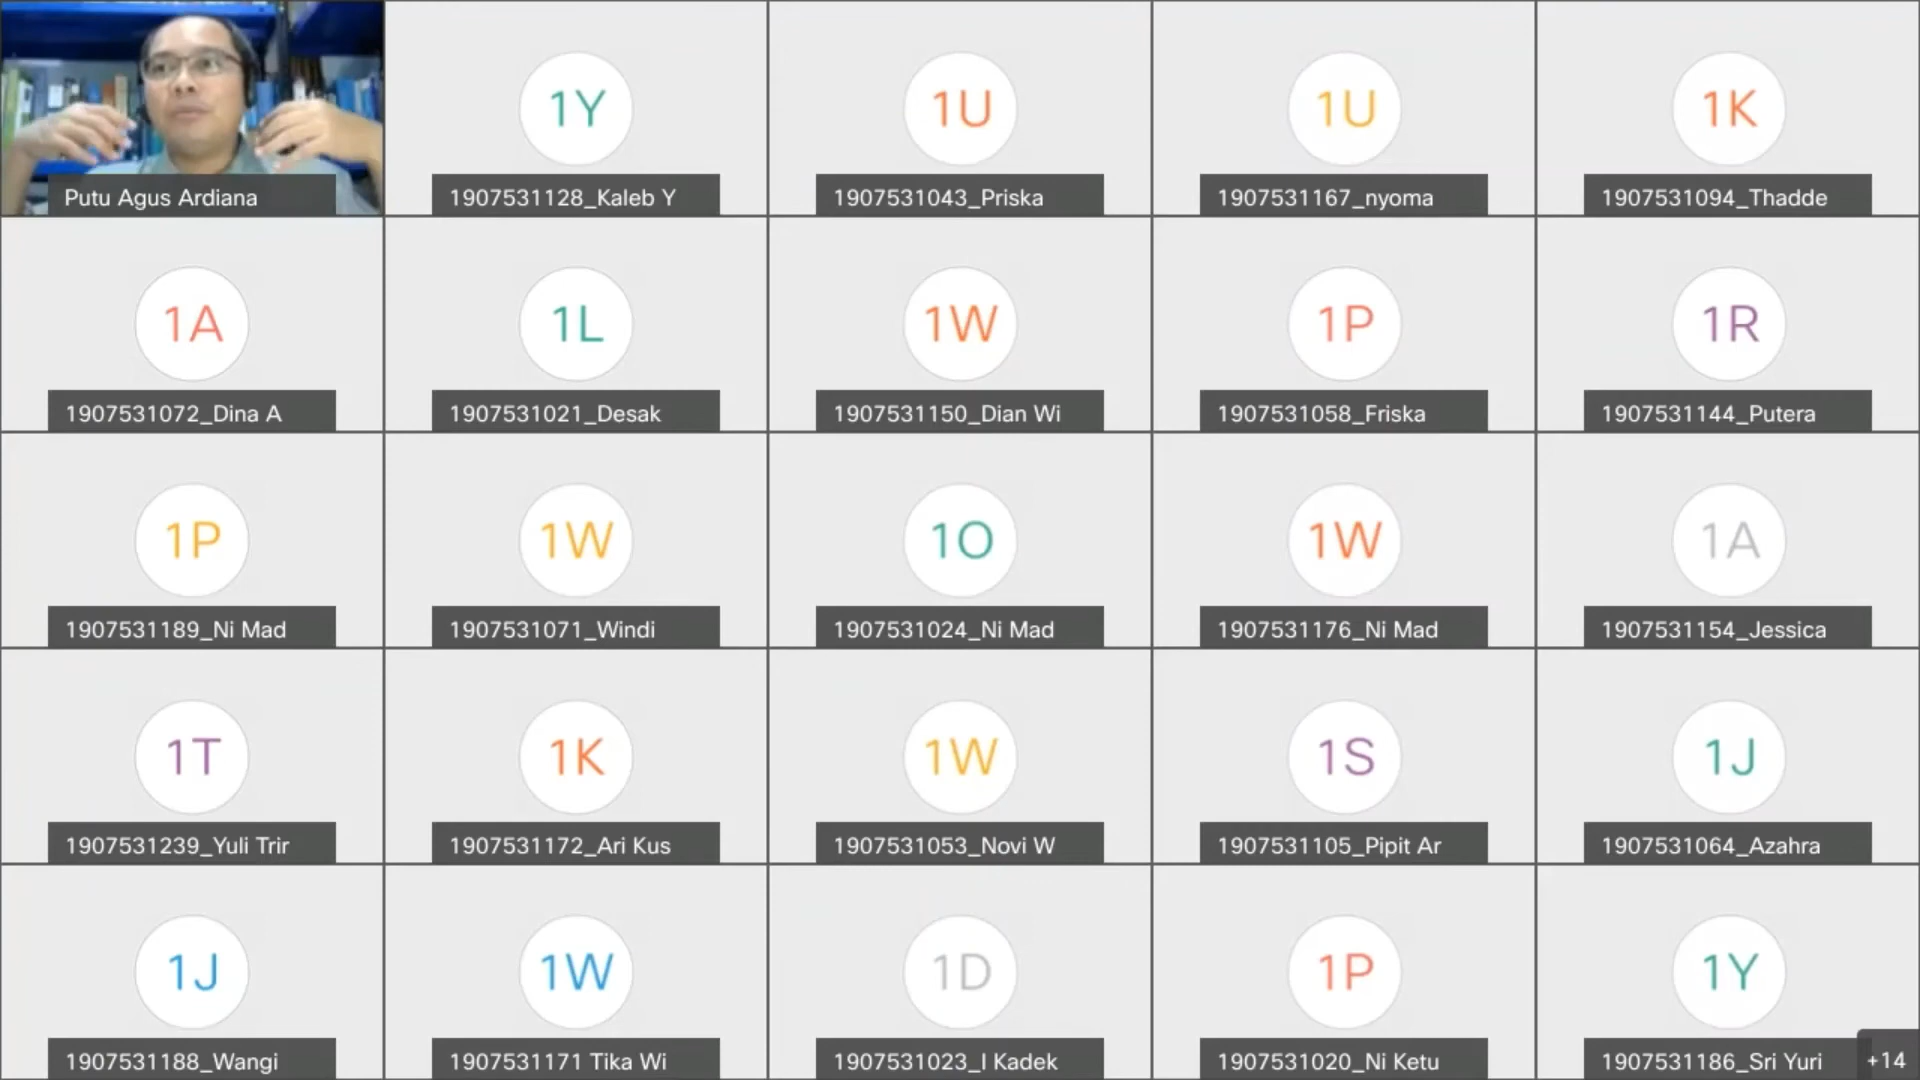 Putu Agus Ardiana
1Y
1907531128_Kaleb Y
1U
1907531043_Priska
1U
1907531167_nyoma
1K
1907531094_Thadde
1A
1907531072_Dina A
1L
1907531021_Desak
1W
1907531150_Dian Wi
1P
1907531058_Friska
1R
1907531144_Putera
1P
1907531189_Ni Mad
1W
1907531071_Windi
1O
1907531024_Ni Mad
1W
1907531176_Ni Mad
1A
1907531154_Jessica
1T
1907531239_Yuli Trir
1K
1907531172_Ari Kus
1W
1907531053_Novi W
1S
1907531105_Pipit Ar
1J
1907531064_Azahra
1J
1907531188_Wangi
1W
1907531171 Tika Wi
1D
1907531023_I Kadek
1P
1907531020_Ni Ketu
1Y
1907531186_Sri Yuri
+14